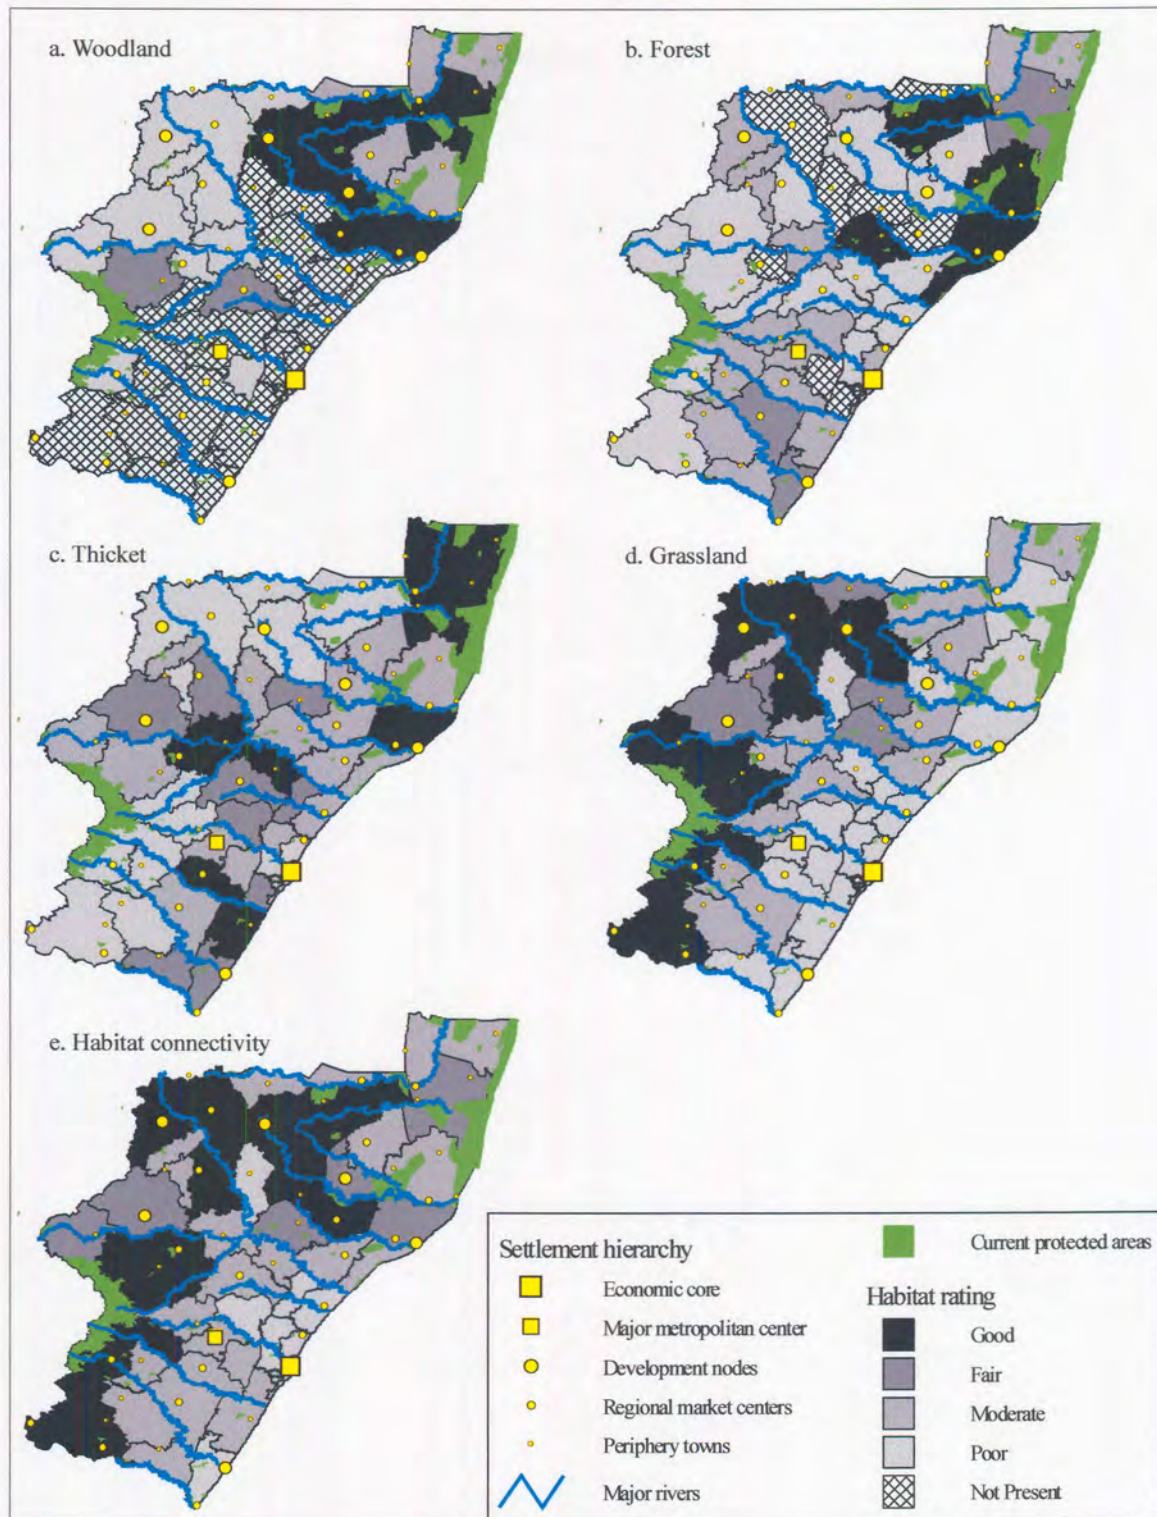 a. Woodland
b. Forest
c. Thicket
d. Grassland
e. Habitat connectivity
Settlement hierarchy
Economic core
Major metropolitan center
Development nodes
Regional market centers
Periphery towns
Major rivers
Current protected areas
Habitat rating
Good
Fair
Moderate
Poor
Not Present